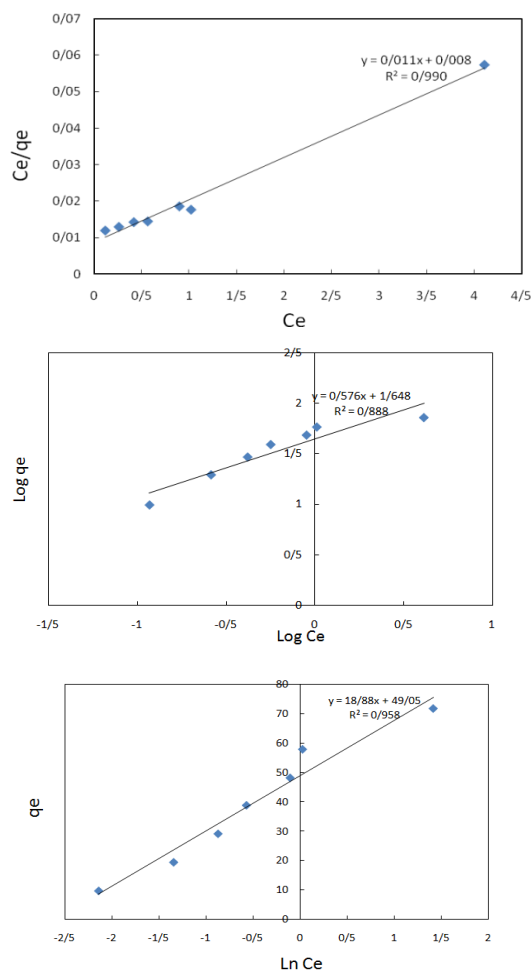 0/07
0/06
0/05
0/04
0/03
0/02
0/01
0
Ce/qe
y = 0/011x + 0/008
R² = 0/990
0 0/5 1 1/5 2 2/5 3 3/5 4 4/5
Ce
2/5
2
1/5
1
0/5
0
Log qe
y = 0/576x + 1/648
R² = 0/888
-1/5 -1 -0/5 0 0/5 1
Log Ce
80
70
60
50
40
30
20
10
0
qe
y = 18/88x + 49/05
R² = 0/958
-2/5 -2 -1/5 -1 -0/5 0 0/5 1 1/5 2
Ln Ce